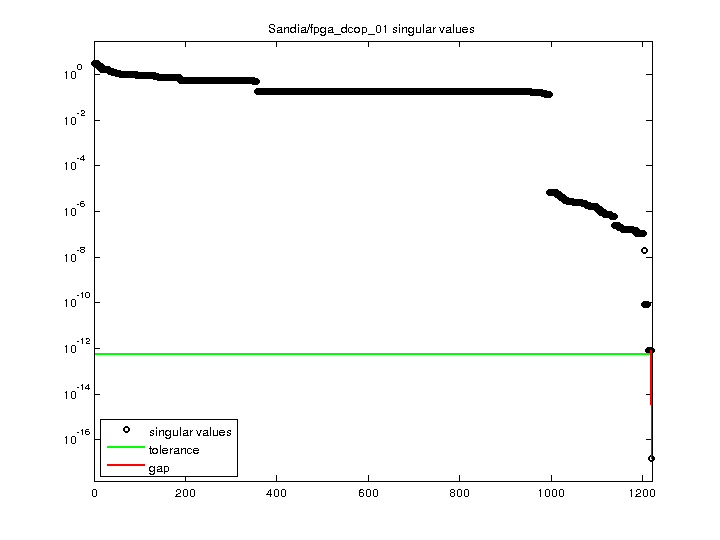 Sandia/fpga_dcop_01 singular values
10^0
10^-2
10^-4
10^-6
10^-8
10^-10
10^-12
10^-14
10^-16
singular values
tolerance
gap
0 200 400 600 800 1000 1200